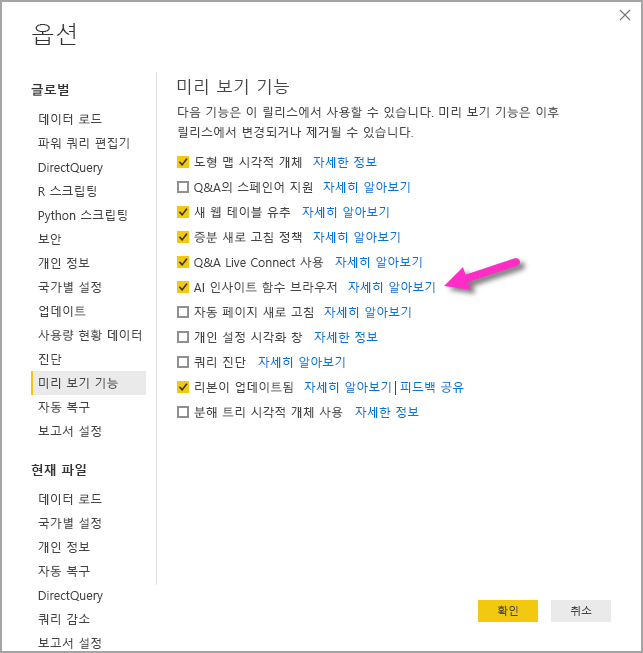 옵션
글로벌
데이터 로드
파워 쿼리 편집기
DirectQuery
R 스크립팅
Python 스크립팅
보안
개인 정보
국가별 설정
업데이트
사용량 현황 데이터
진단
미리 보기 기능
자동 복구
보고서 설정
현재 파일
데이터 로드
국가별 설정
개인 정보
자동 복구
DirectQuery
쿼리 감소
보고서 설정
미리 보기 기능
다음 기능은 이 릴리스에서 사용할 수 있습니다. 미리 보기 기능은 이후
릴리스에서 변경되거나 제거될 수 있습니다.
도형 맵 시각적 개체 자세한 정보
Q&A의 스페인어 지원 자세히 알아보기
새 웹 테이블 유추 자세히 알아보기
증분 새로 고침 정책 자세히 알아보기
Q&A Live Connect 사용 자세히 알아보기
AI 인사이트 함수 브라우저 자세히 알아보기
자동 페이지 새로 고침 자세히 알아보기
개인 설정 시각화 창 자세한 정보
쿼리 진단 자세히 알아보기
리본이 업데이트됨 자세히 알아보기|피드백 공유
분해 트리 시각적 개체 사용 자세한 정보
확인 취소